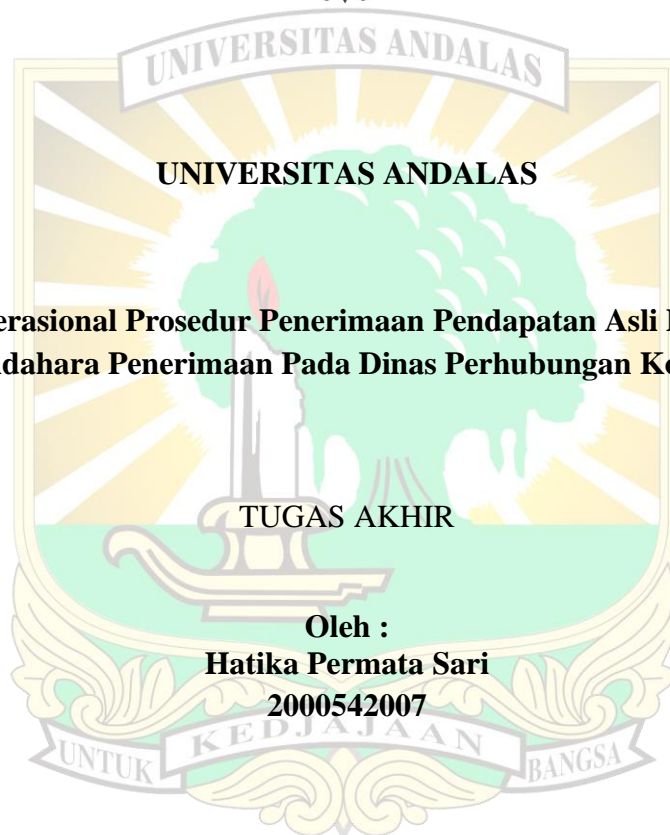 UNIVERSITAS ANDALAS
UNIVERSITAS ANDALAS
erasional Prosedur Penerimaan Pendapatan Asli
dahara Penerimaan Pada Dinas Perhubungan
TUGAS AKHIR
Oleh :
Hatika Permata Sari
2000542007
UNTUK KEDJAJAAN BANGSA